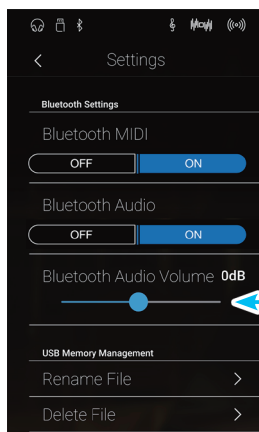 Settings
Bluetooth Settings
Bluetooth MIDI
OFF ON
Bluetooth Audio
OFF ON
Bluetooth Audio Volume 0dB
USB Memory Management
Rename File
Delete File